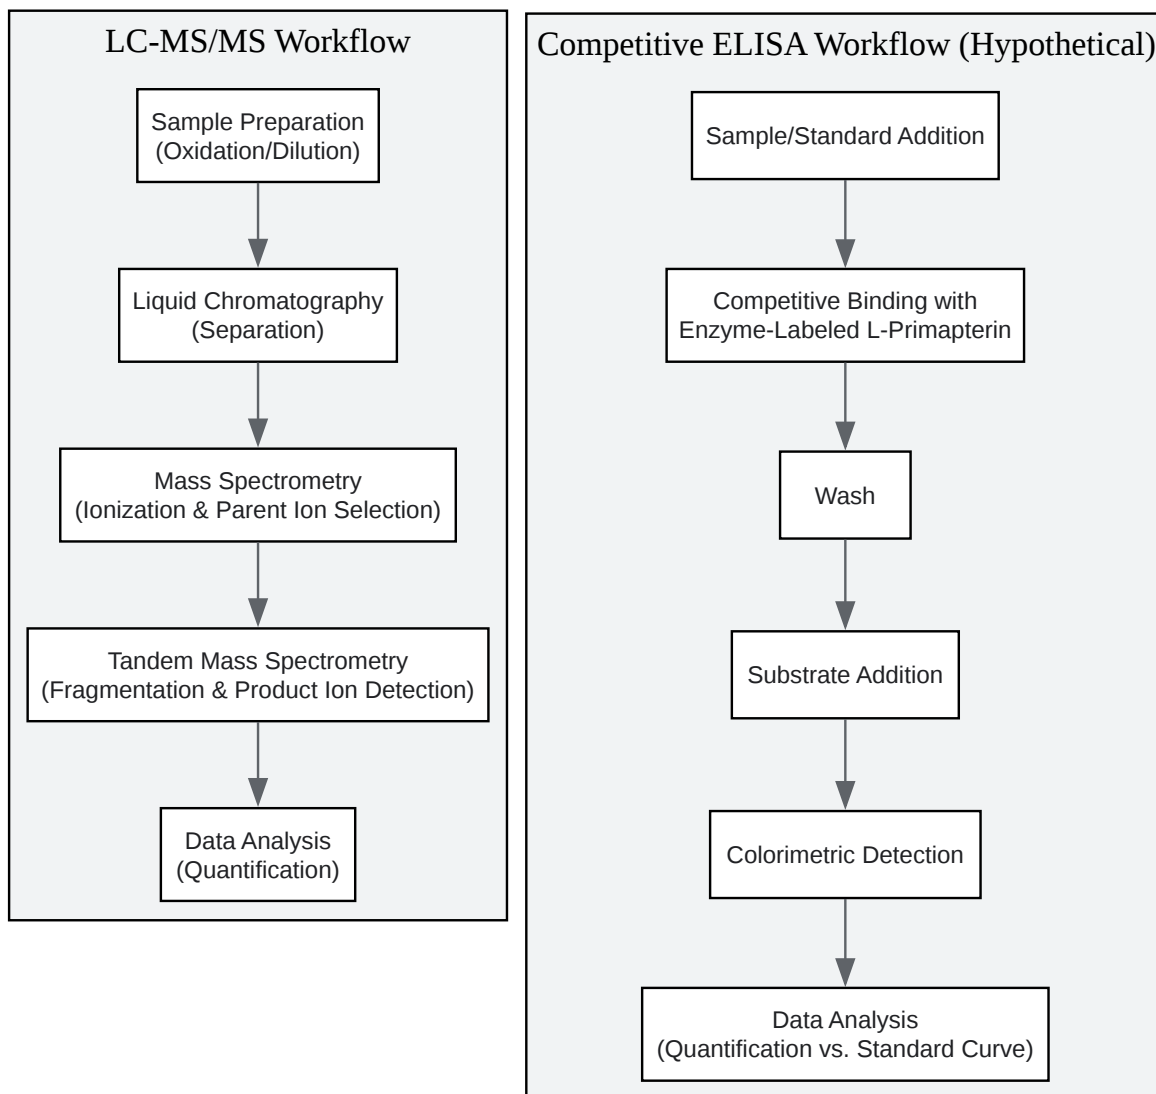 LC-MS/MS Workflow
Sample Preparation
(Oxidation/Dilution)
Liquid Chromatography
(Separation)
Mass Spectrometry
(Ionization & Parent Ion Selection)
Tandem Mass Spectrometry
(Fragmentation & Product Ion Detection)
Data Analysis
(Quantification)
Competitive ELISA Workflow (Hypothetical)
Sample/Standard Addition
Competitive Binding with
Enzyme-Labeled L-Primapterin
Wash
Substrate Addition
Colorimetric Detection
Data Analysis
(Quantification vs. Standard Curve)